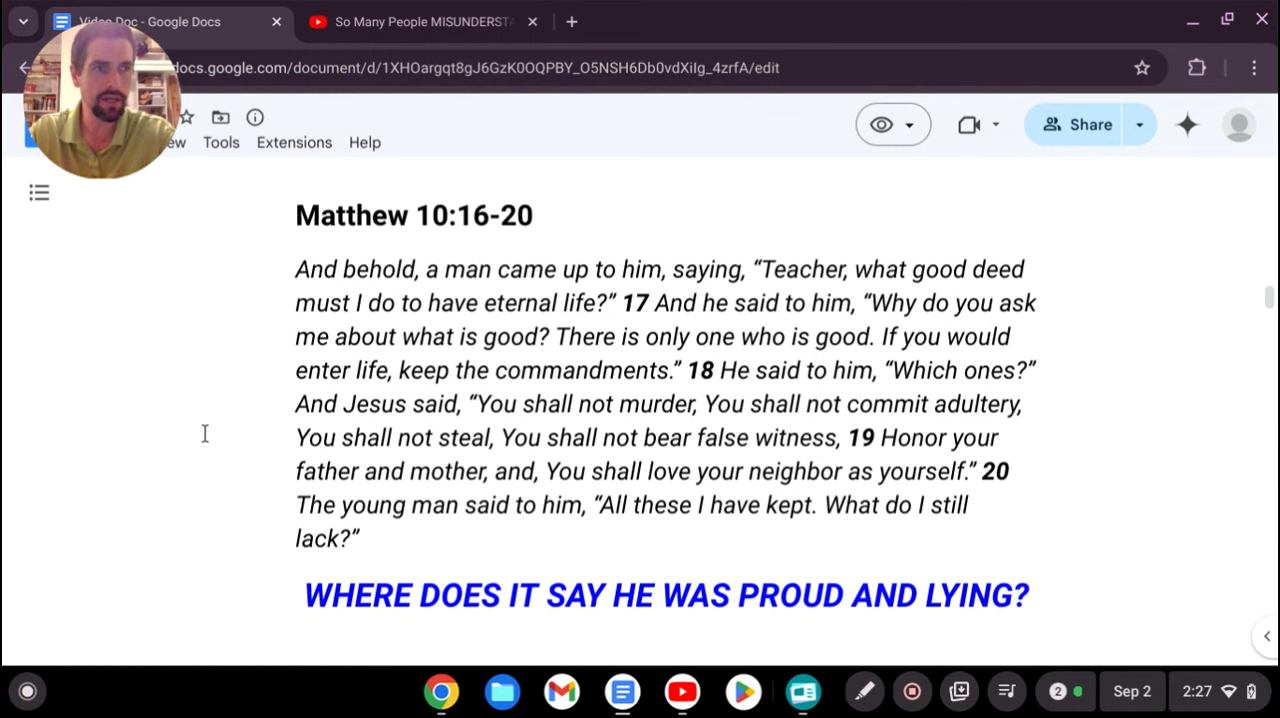 Video Doc - Google Docs
So Many People MISUNDERSTA
docs.google.com/document/d/1XHOargqt8gJ6GzK0OQPBY_O5NSH6Db0vdXiIg_4zrfA/edit
Share
ew Tools Extensions Help
Matthew 10:16-20
And behold, a man came up to him, saying, “Teacher, what good deed
must I do to have eternal life?” 17 And he said to him, “Why do you ask
me about what is good? There is only one who is good. If you would
enter life, keep the commandments.” 18 He said to him, “Which ones?”
And Jesus said, “You shall not murder, You shall not commit adultery,
You shall not steal, You shall not bear false witness, 19 Honor your
father and mother, and, You shall love your neighbor as yourself.” 20
The young man said to him, “All these I have kept. What do I still
lack?”
WHERE DOES IT SAY HE WAS PROUD AND LYING?
2 Sep 2 2:27